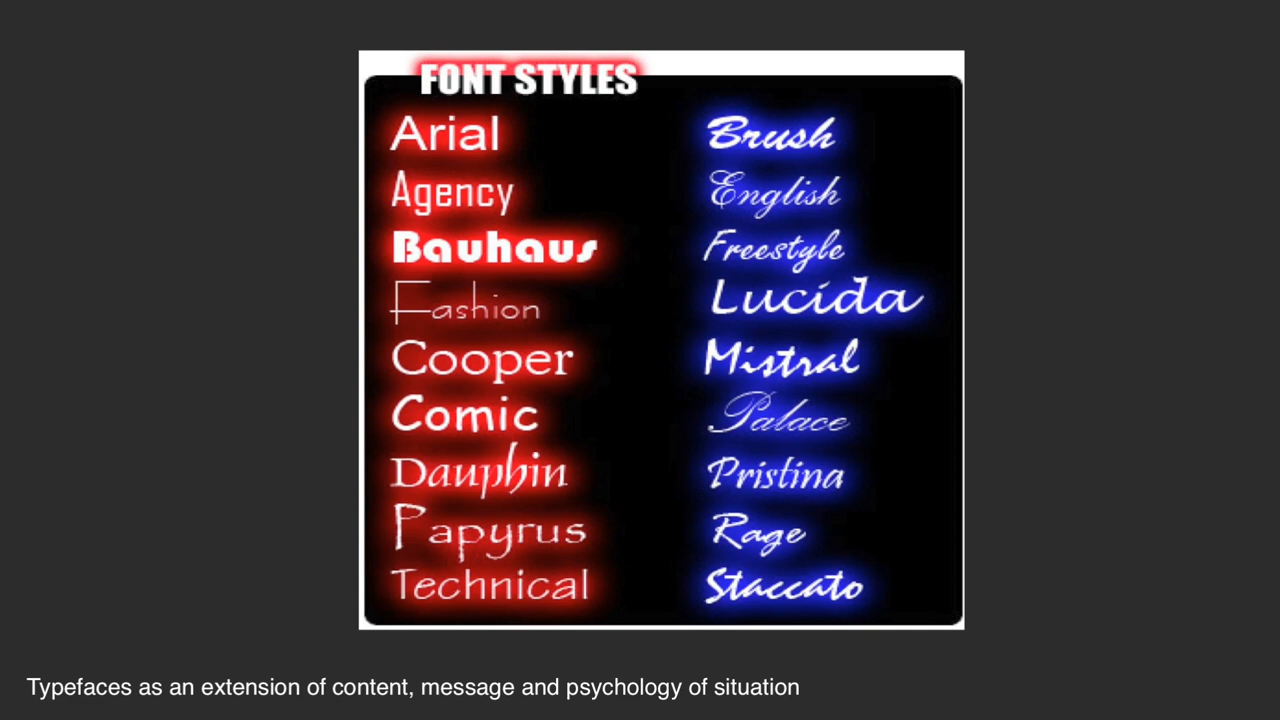 FONT STYLES
Arial
Agency
Bauhaus
Fashion
Cooper
Comic
Dauphin
Papyrus
Technical
Brush
English
Freestyle
Lucida
Mistral
Palace
Pristina
Rage
Staccato
Typefaces as an extension of content, message and psychology of situation